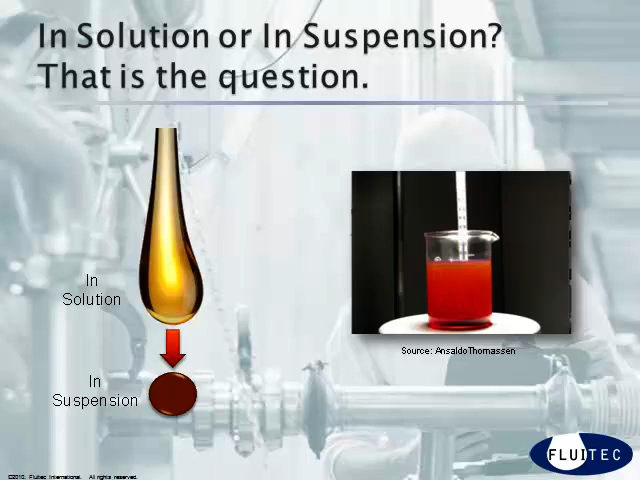 In Solution or In Suspension?
That is the question.
In
Solution
In
Suspension
Source: AnsaldoThomassen
FLUITEC
©2010. Fluitec International. All rights reserved.